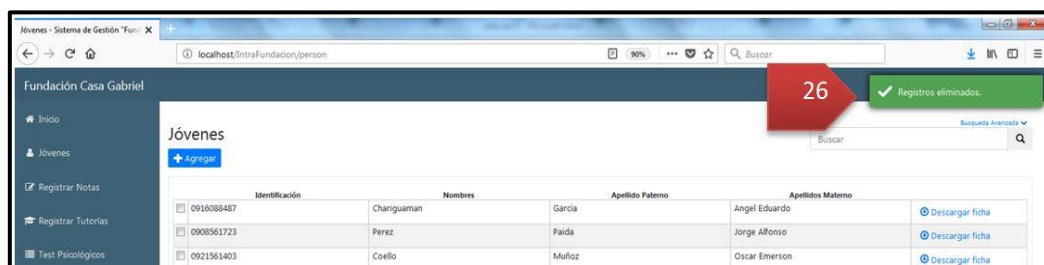 Jóvenes - Sistema de Gestión "Fun
localhost/IntraFundacion/person
90%
Buscar
Fundación Casa Gabriel
26
Registros eliminados.
Inicio
Jóvenes
Registrar Notas
Registrar Tutorías
Test Psicológicos
Jóvenes
Agregar
Busqueda Avanzada
Buscar
Identificación Nombres Apellido Paterno Apellidos Materno
0916088487 Chariguaman Garcia Angel Eduardo Descargar ficha
0908561723 Perez Paida Jorge Alfonso Descargar ficha
0921561403 Coello Muñoz Oscar Emerson Descargar ficha